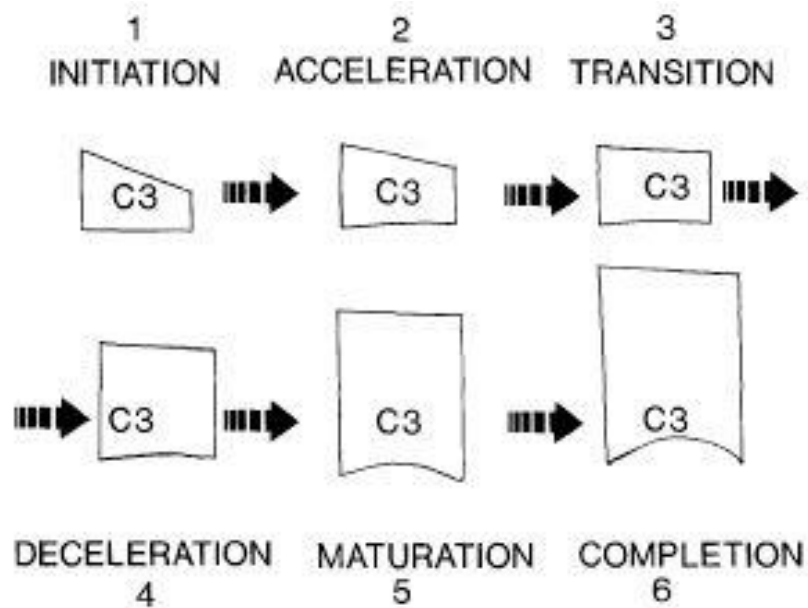 1 2 3
INITIATION ACCELERATION TRANSITION
C3 C3 C3
C3 C3 C3
DECELERATION MATURATION COMPLETION
4 5 6